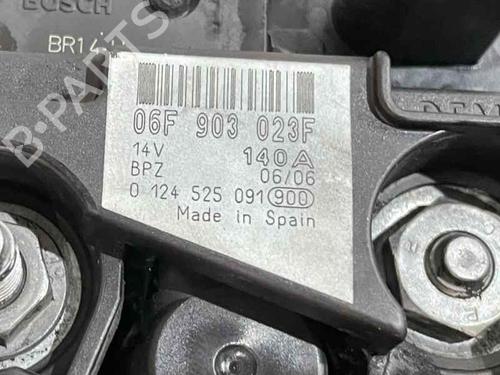 BOSCH
BR14
06F 903 023F
14V 140A
BPZ 06/06
0 124 525 091 900
Made in Spain
B-PARTS